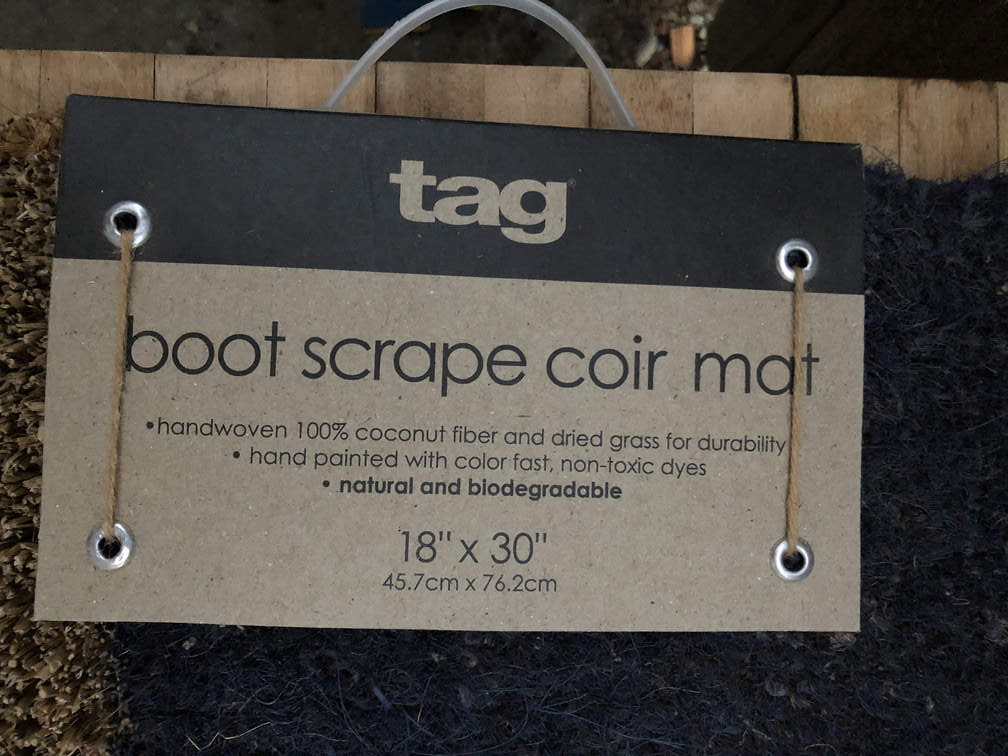 tag
boot scrape coir mat
•handwoven 100% coconut fiber and dried grass for durability
• hand painted with color fast, non-toxic dyes
• natural and biodegradable
18" x 30"
45.7cm x 76.2cm